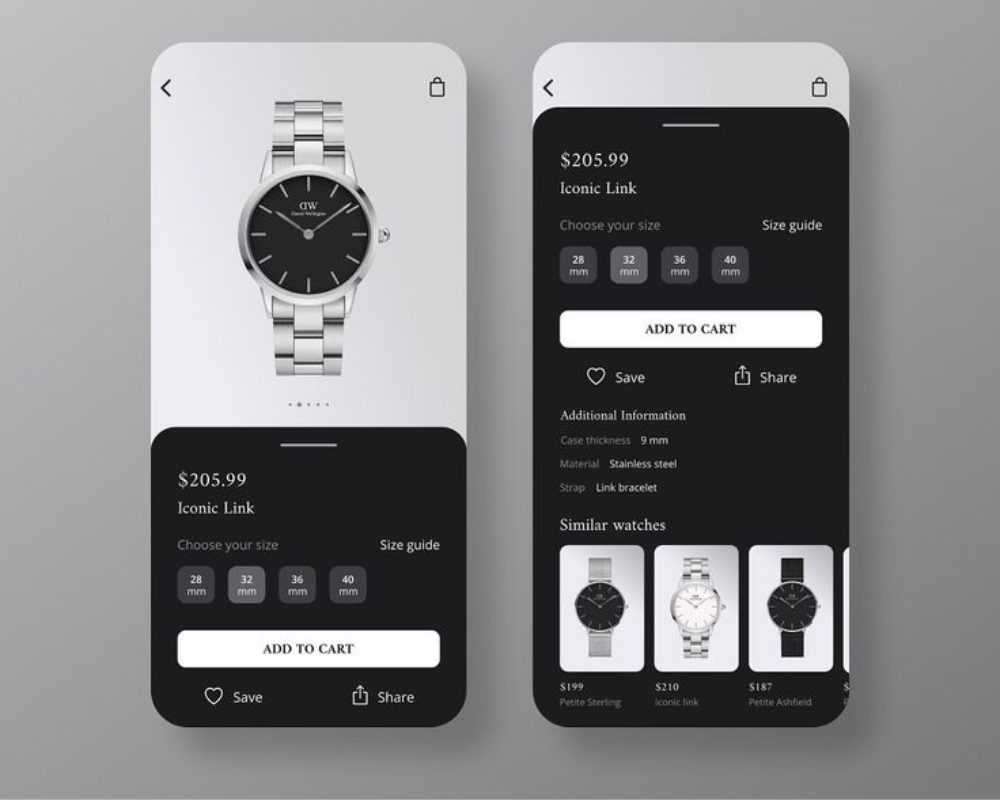 DW
Daniel Wellington
$205.99
Iconic Link
Choose your size Size guide
28 mm 32 mm 36 mm 40 mm
ADD TO CART
Save Share
$205.99
Iconic Link
Choose your size Size guide
28 mm 32 mm 36 mm 40 mm
ADD TO CART
Save Share
Additional Information
Case thickness 9 mm
Material Stainless steel
Strap Link bracelet
Similar watches
$199 $210 $187
Petite Sterling Iconic link Petite Ashfield